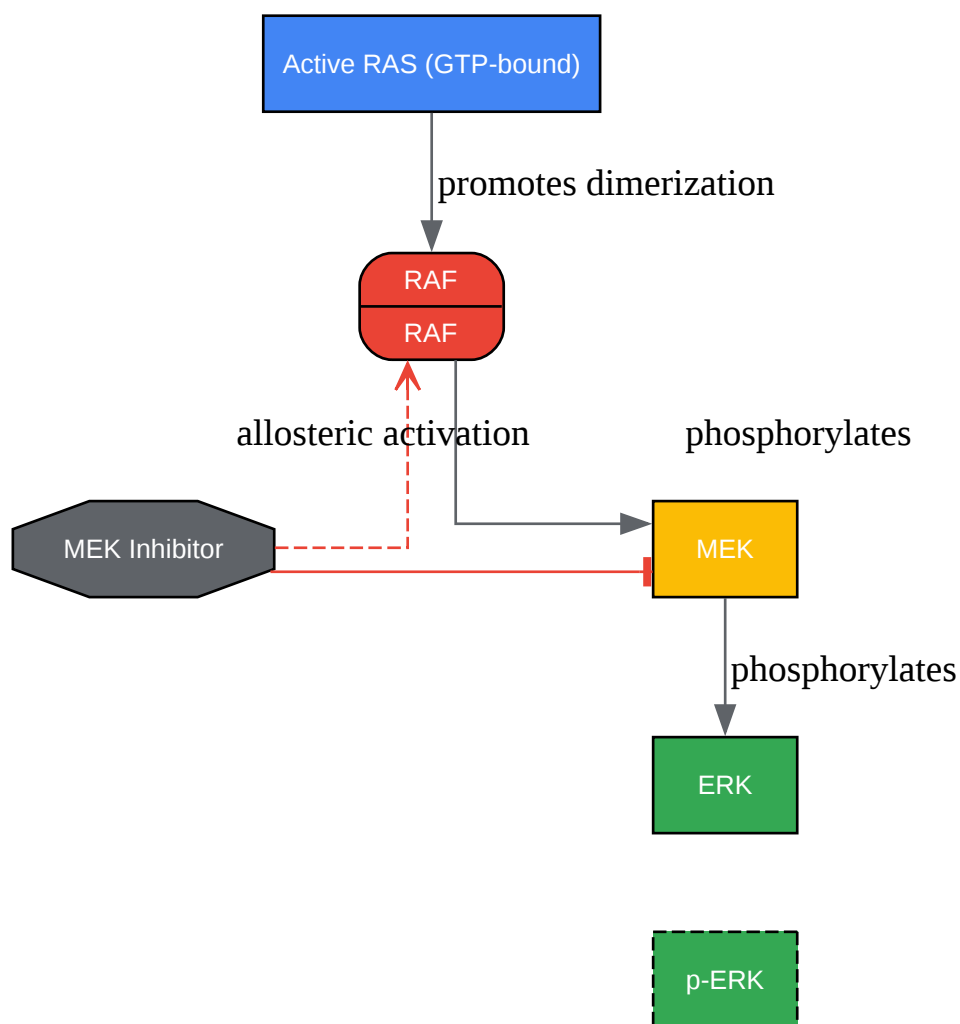 Active RAS (GTP-bound)
promotes dimerization
RAF
RAF
allosteric activation
phosphorylates
MEK Inhibitor
MEK
phosphorylates
ERK
p-ERK